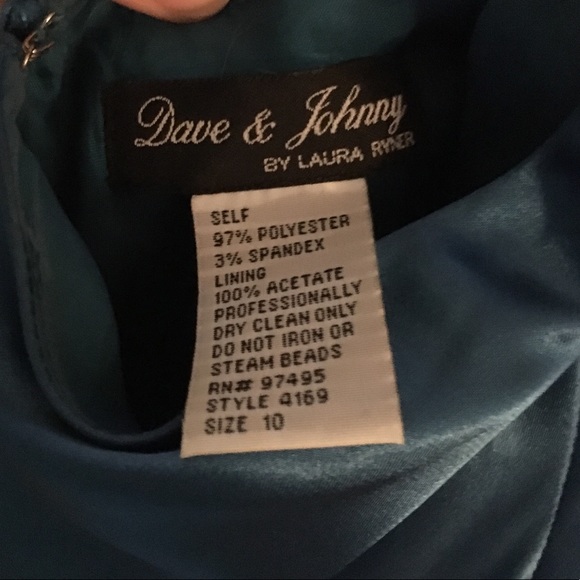 Dave & Johnny
BY LAURA RYNER
SELF
97% POLYESTER
3% SPANDEX
LINING
100% ACETATE
PROFESSIONALLY
DRY CLEAN ONLY
DO NOT IRON OR
STEAM BEADS
RN# 97495
STYLE 4169
SIZE 10